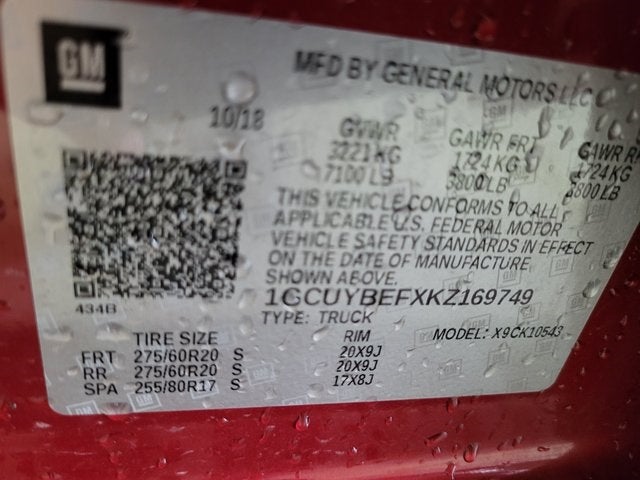 GM
MFD BY GENERAL MOTORS LLC
10/18
GVWR GAWR FRT GAWR R
3221 KG 1724 KG 1724 KG
7100 LB 3800 LB 3800 LB
THIS VEHICLE CONFORMS TO ALL
APPLICABLE U.S. FEDERAL MOTOR
VEHICLE SAFETY STANDARDS IN EFFECT
ON THE DATE OF MANUFACTURE
SHOWN ABOVE.
434B 1GCUYBEFXKZ169749
TYPE: TRUCK MODEL: X9CK10543
TIRE SIZE RIM
FRT 275/60R20 S 20X9J
RR 275/60R20 S 20X9J
SPA 255/80R17 S 17X8J